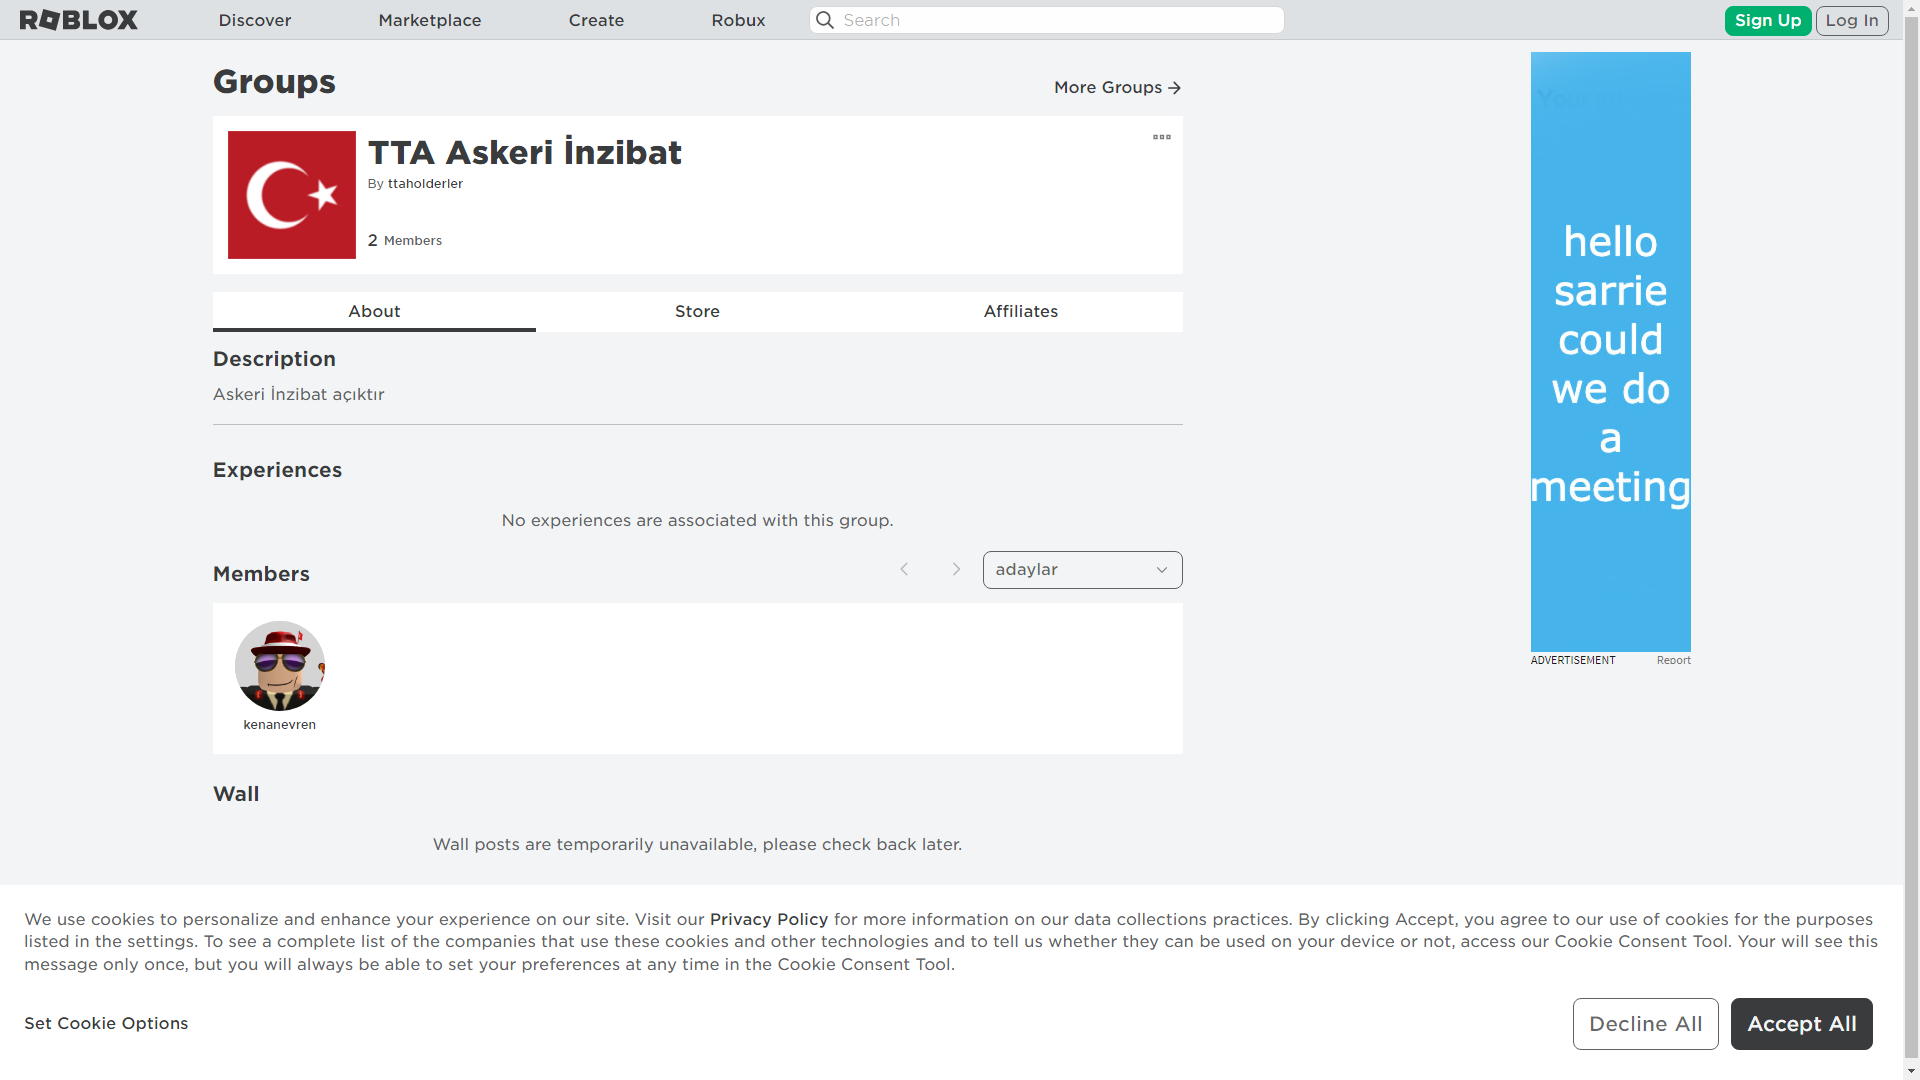 ROBLOX
Discover
Marketplace
Create
Robux
Search
Sign Up
Log In
Groups
More Groups
TTA Askeri İnzibat
By ttaholderler
2 Members
About
Store
Affiliates
Description
Askeri İnzibat açıktır
Experiences
No experiences are associated with this group.
Members
adaylar
kenanevren
Wall
Wall posts are temporarily unavailable, please check back later.
hello
sarrie
could
we do
a
meeting
ADVERTISEMENT
Report
We use cookies to personalize and enhance your experience on our site. Visit our Privacy Policy for more information on our data collections practices. By clicking Accept, you agree to our use of cookies for the purposes
listed in the settings. To see a complete list of the companies that use these cookies and other technologies and to tell us whether they can be used on your device or not, access our Cookie Consent Tool. Your will see this
message only once, but you will always be able to set your preferences at any time in the Cookie Consent Tool.
Set Cookie Options
Decline All
Accept All